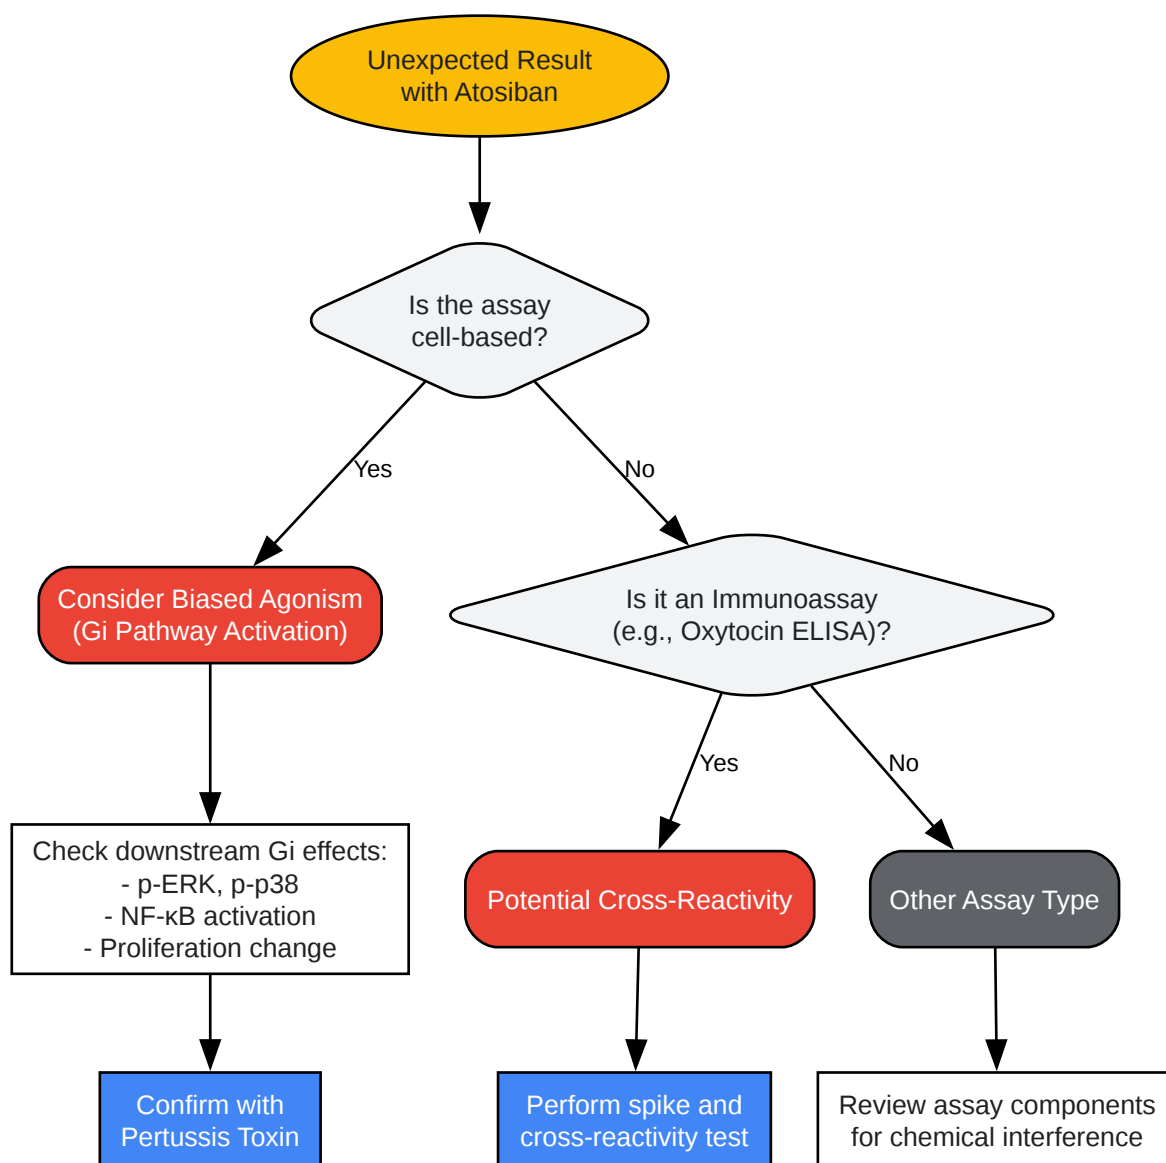 Unexpected Result
with Atosiban
Is the assay
cell-based?
Yes
No
Consider Biased Agonism
(Gi Pathway Activation)
Is it an Immunoassay
(e.g., Oxytocin ELISA)?
Yes
No
Check downstream Gi effects:
- p-ERK, p-p38
- NF-κB activation
- Proliferation change
Potential Cross-Reactivity
Other Assay Type
Confirm with
Pertussis Toxin
Perform spike and
cross-reactivity test
Review assay components
for chemical interference